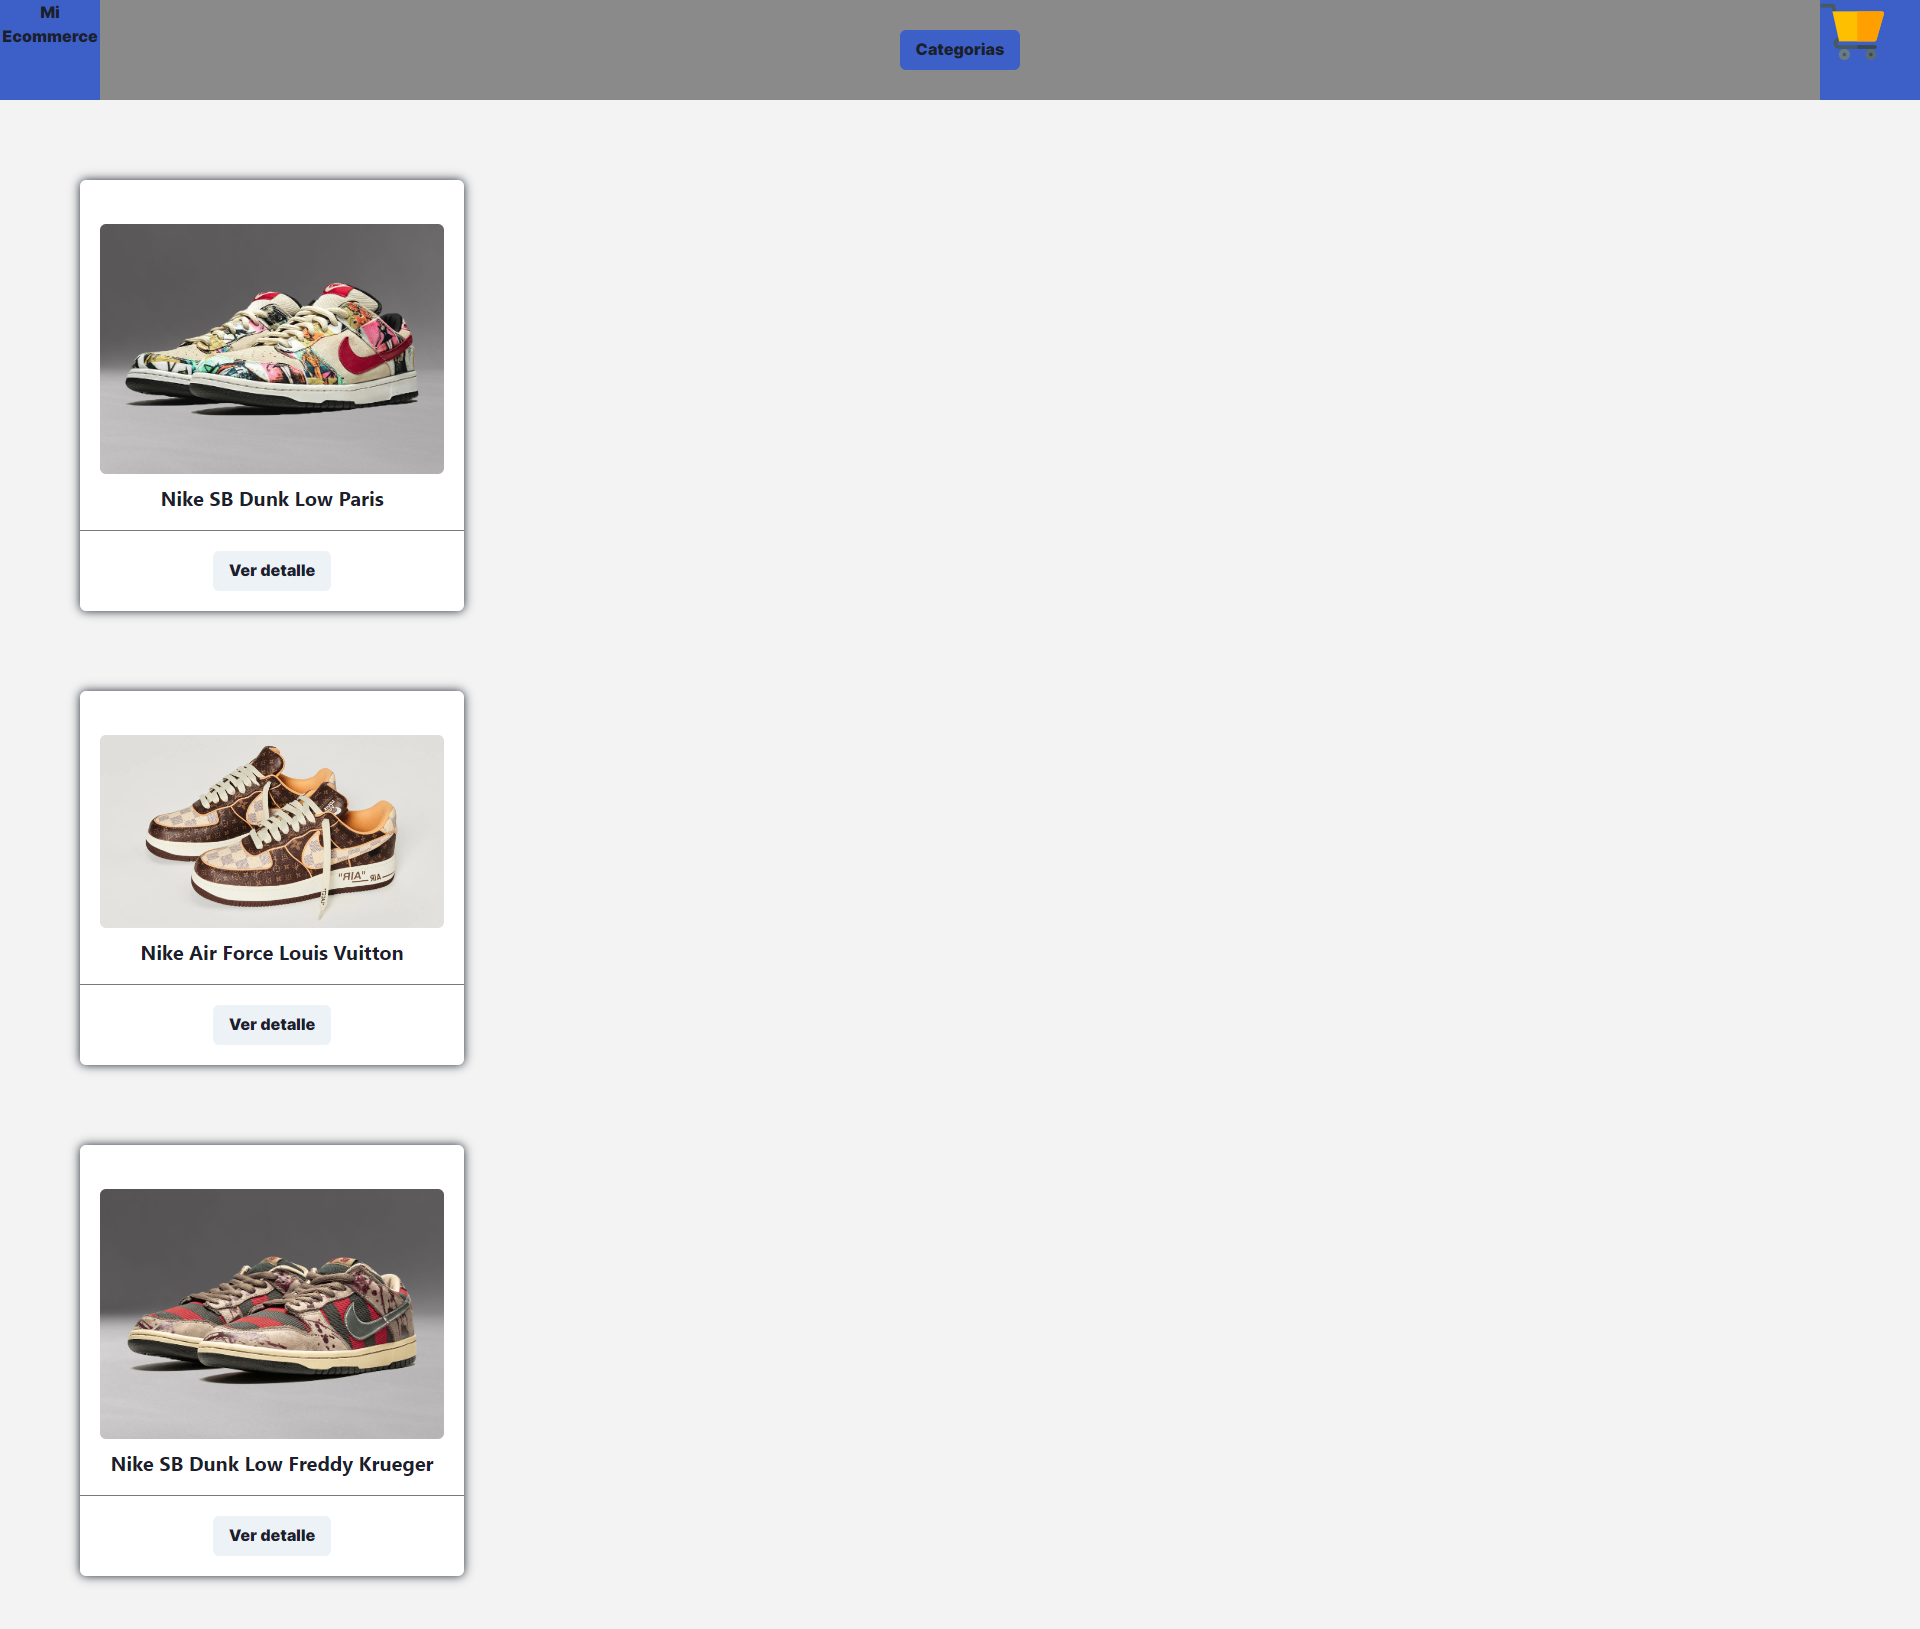 Mi
Ecommerce
Categorias
Nike SB Dunk Low Paris
Ver detalle
"AIR" AIR
Nike Air Force Louis Vuitton
Ver detalle
Nike SB Dunk Low Freddy Krueger
Ver detalle